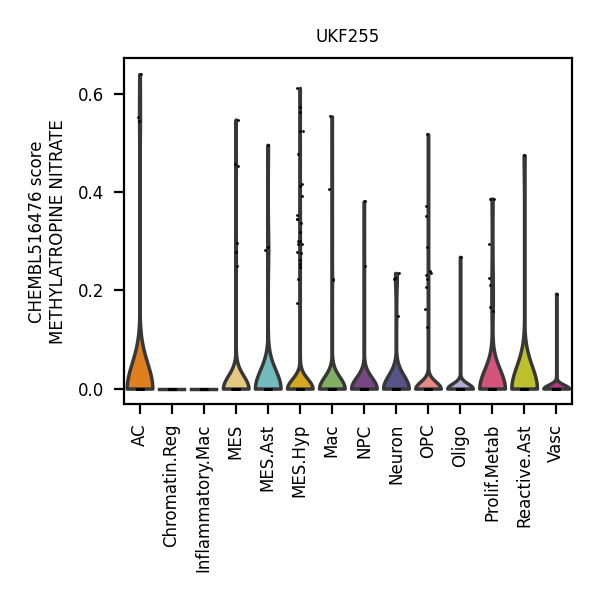 UKF255
CHEMBL516476 score
METHYLATROPINE NITRATE
0.6
0.4
0.2
0.0
AC
Chromatin.Reg
Inflammatory.Mac
MES
MES.Ast
MES.Hyp
Mac
NPC
Neuron
OPC
Oligo
Prolif.Metab
Reactive.Ast
Vasc